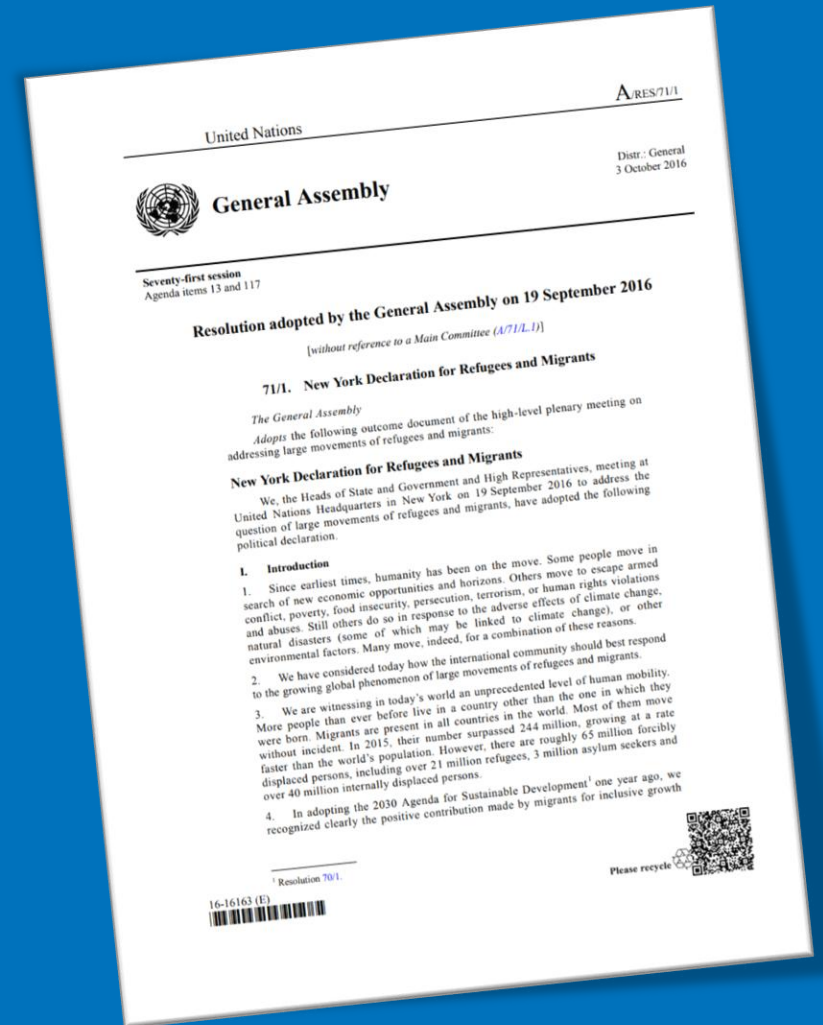 United Nations
A/RES/71/1
General Assembly
Distr.: General
3 October 2016
Seventy-first session
Agenda items 13 and 117
Resolution adopted by the General Assembly on 19 September 2016
[without reference to a Main Committee (A/71/L.1)]
71/1. New York Declaration for Refugees and Migrants
The General Assembly
Adopts the following outcome document of the high-level plenary meeting on
addressing large movements of refugees and migrants:
New York Declaration for Refugees and Migrants
We, the Heads of State and Government and High Representatives, meeting at
United Nations Headquarters in New York on 19 September 2016 to address the
question of large movements of refugees and migrants, have adopted the following
political declaration.
I. Introduction
1. Since earliest times, humanity has been on the move. Some people move in
search of new economic opportunities and horizons. Others move to escape armed
conflict, poverty, food insecurity, persecution, terrorism, or human rights violations
and abuses. Still others do so in response to the adverse effects of climate change,
natural disasters (some of which may be linked to climate change), or other
environmental factors. Many move, indeed, for a combination of these reasons.
2. We have considered today how the international community should best respond
to the growing global phenomenon of large movements of refugees and migrants.
3. We are witnessing in today's world an unprecedented level of human mobility.
More people than ever before live in a country other than the one in which they
were born. Migrants are present in all countries in the world. Most of them move
without incident. In 2015, their number surpassed 244 million, growing at a rate
faster than the world's population. However, there are roughly 65 million forcibly
displaced persons, including over 21 million refugees, 3 million asylum seekers and
over 40 million internally displaced persons.
4. In adopting the 2030 Agenda for Sustainable Development¹ one year ago, we
recognized clearly the positive contribution made by migrants for inclusive growth
¹ Resolution 70/1.
16-16163 (E)
Please recycle